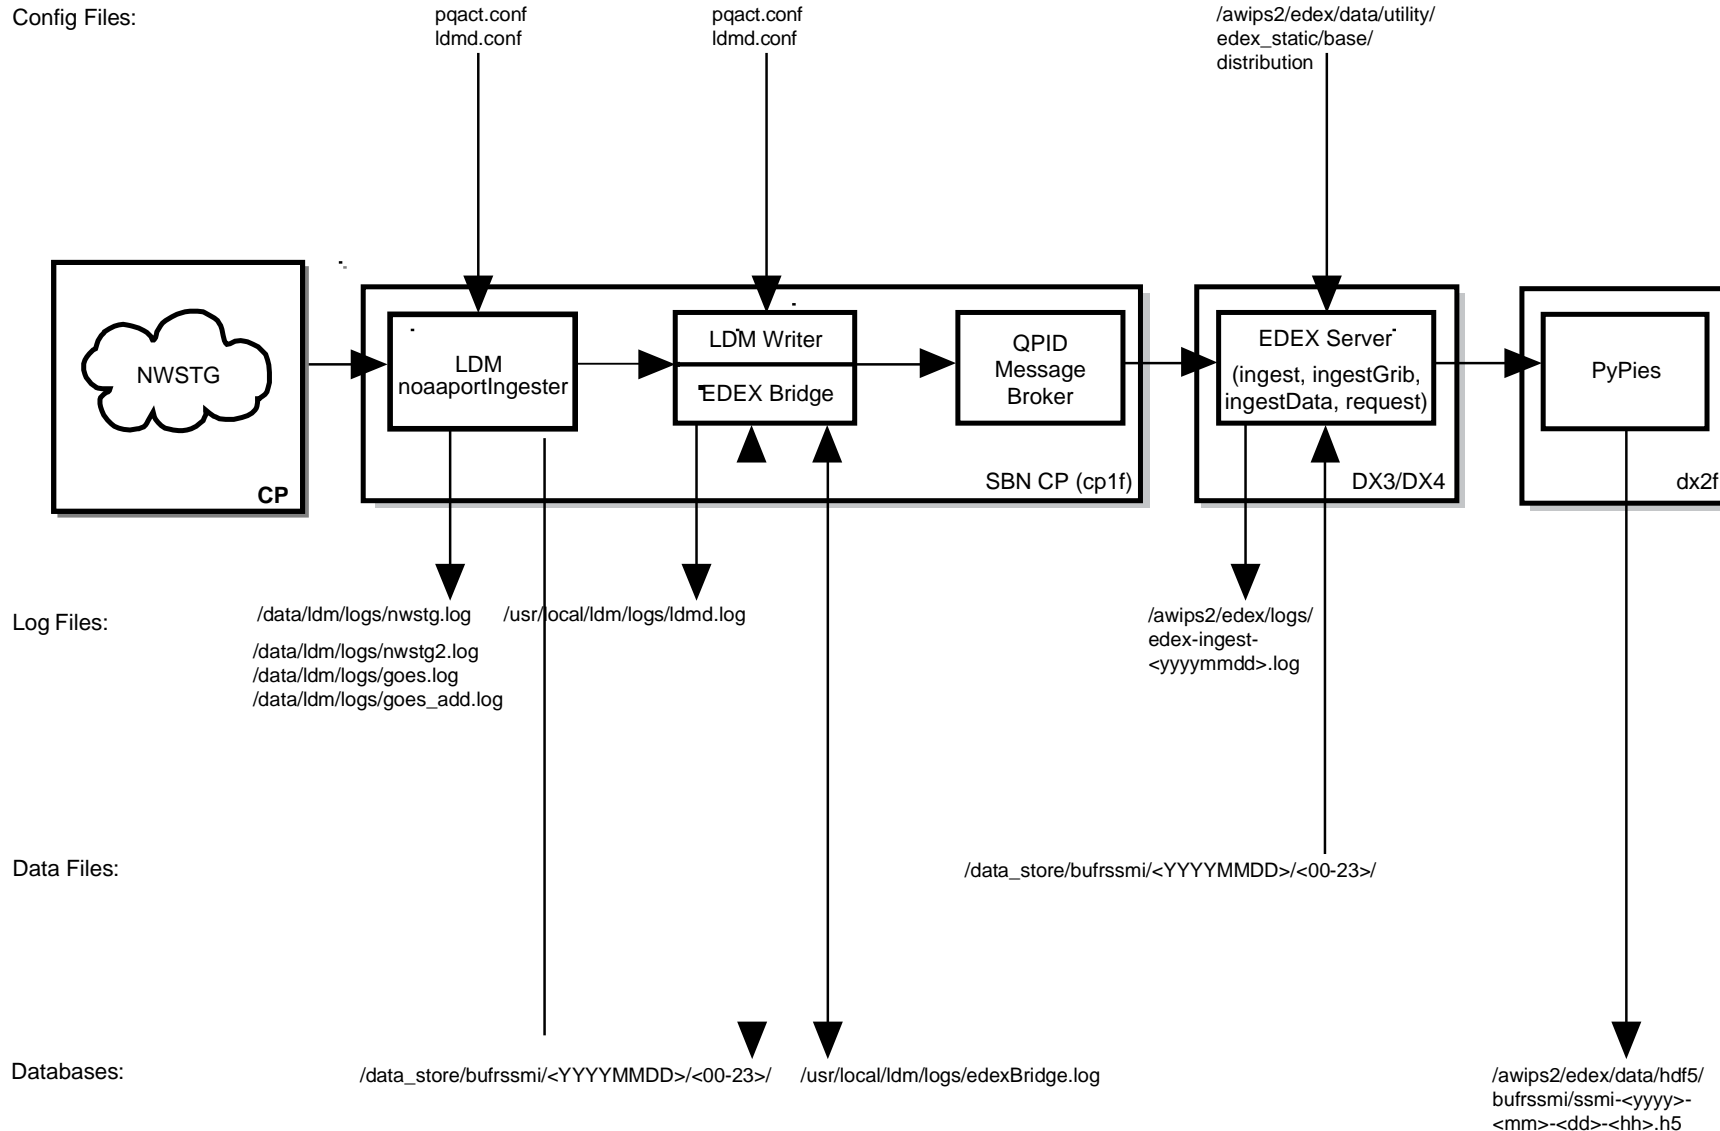 Config Files:
pqact.conf
ldmd.conf
pqact.conf
ldmd.conf
/awips2/edex/data/utility/
edex_static/base/
distribution
NWSTG
CP
LDM
noaaportIngester
LDM Writer
EDEX Bridge
QPID
Message
Broker
SBN CP (cp1f)
EDEX Server
(ingest, ingestGrib,
ingestData, request)
DX3/DX4
PyPies
dx2f
Log Files:
/data/ldm/logs/nwstg.log
/data/ldm/logs/nwstg2.log
/data/ldm/logs/goes.log
/data/ldm/logs/goes_add.log
/usr/local/ldm/logs/ldmd.log
/awips2/edex/logs/
edex-ingest-
<yyyymmdd>.log
Data Files:
/data_store/bufrssmi/<YYYYMMDD>/<00-23>/
Databases:
/data_store/bufrssmi/<YYYYMMDD>/<00-23>/
/usr/local/ldm/logs/edexBridge.log
/awips2/edex/data/hdf5/
bufrssmi/ssmi-<yyyy>-
<mm>-<dd>-<hh>.h5